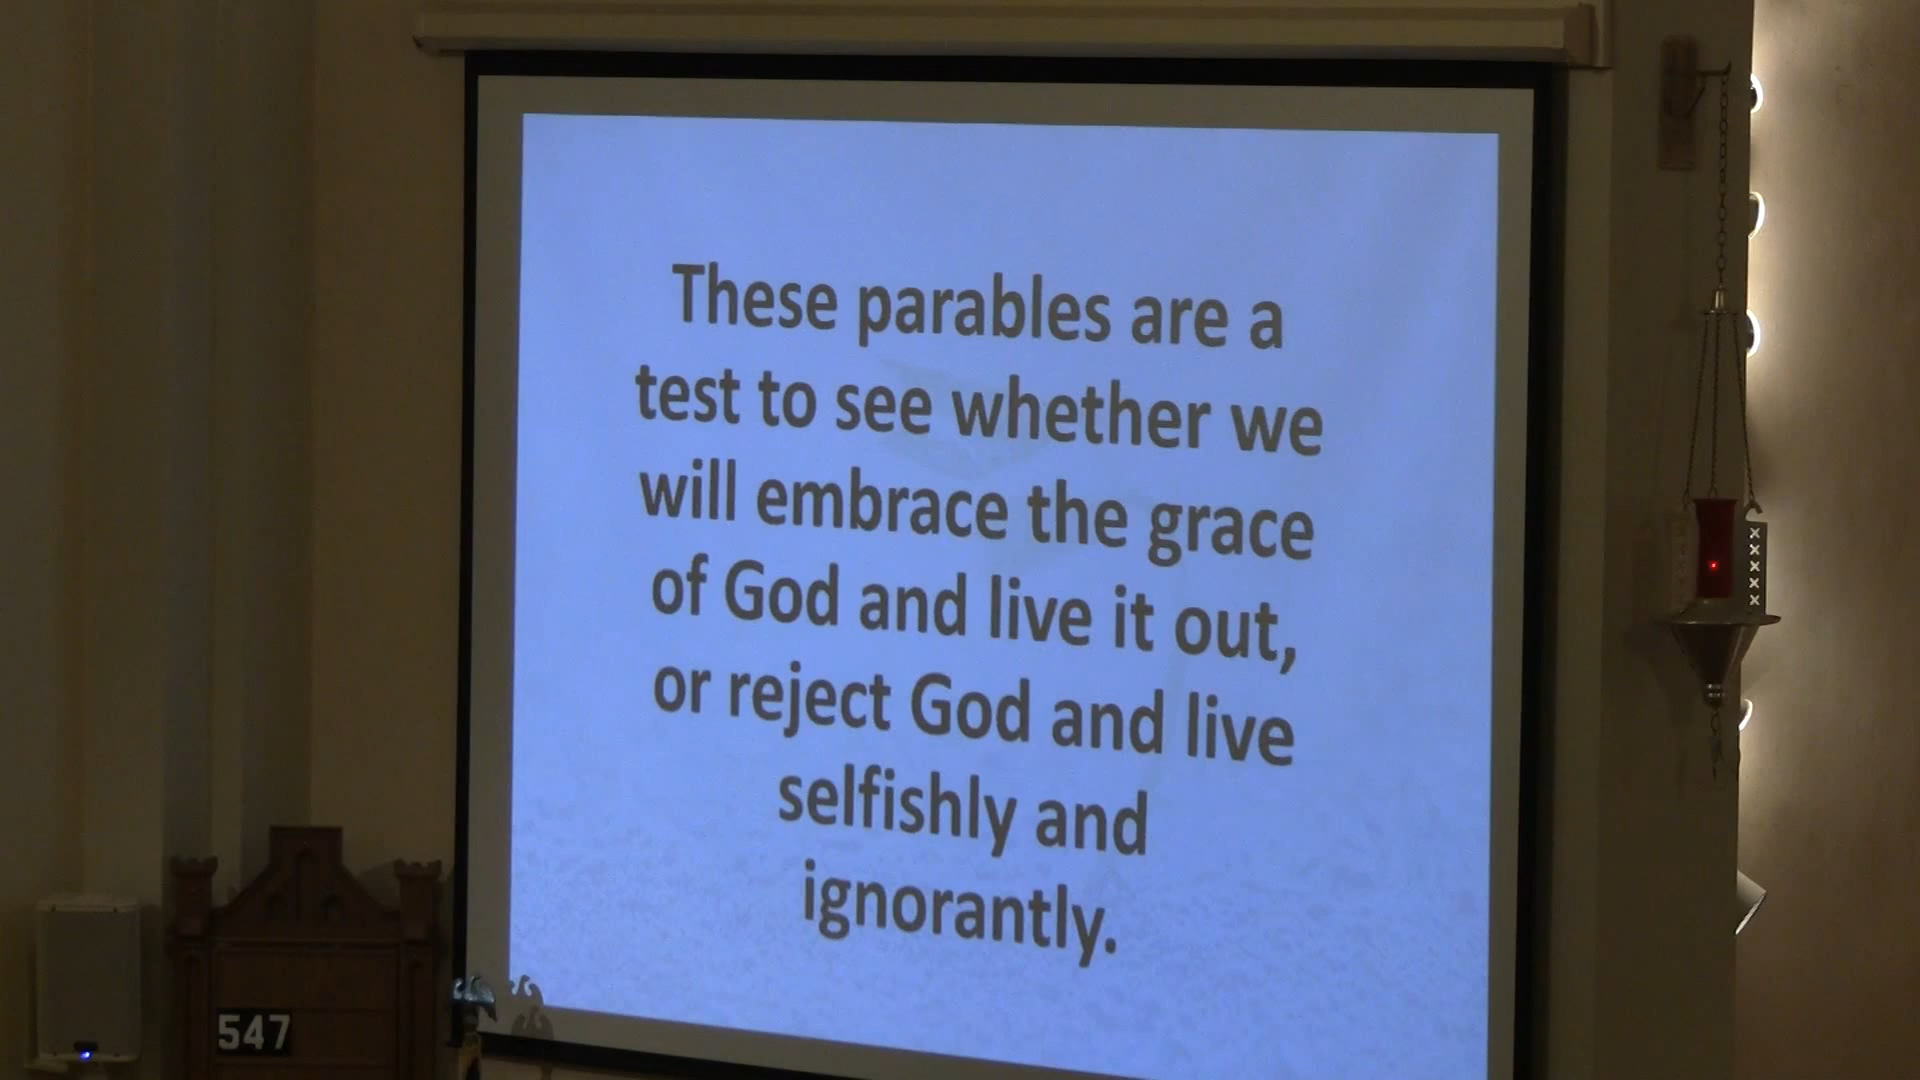 These parables are a
test to see whether we
will embrace the grace
of God and live it out,
or reject God and live
selfishly and
ignorantly.
547